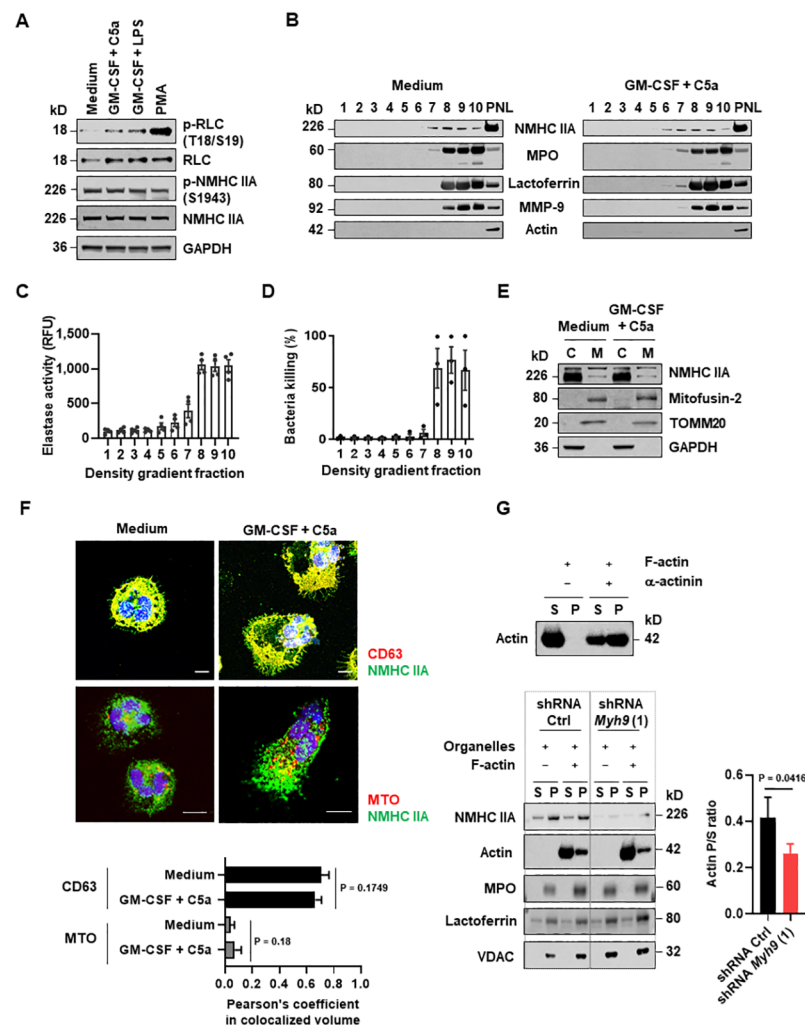 A
Medium
GM-CSF + C5a
GM-CSF + LPS
PMA
kD
18 p-RLC
(T18/S19)
18 RLC
226 p-NMHC IIA
(S1943)
226 NMHC IIA
36 GAPDH
B
Medium GM-CSF + C5a
kD 1 2 3 4 5 6 7 8 9 10 PNL 1 2 3 4 5 6 7 8 9 10 PNL
226 NMHC IIA
60 MPO
80 Lactoferrin
92 MMP-9
42 Actin
C
Elastase activity (RFU)
1,500
1,000
500
0
1 2 3 4 5 6 7 8 9 10
Density gradient fraction
D
Bacteria killing (%)
100
50
0
1 2 3 4 5 6 7 8 9 10
Density gradient fraction
E
GM-CSF
Medium + C5a
kD C M C M
226 NMHC IIA
80 Mitofusin-2
20 TOMM20
36 GAPDH
F
Medium GM-CSF + C5a
CD63
NMHC IIA
MTO
NMHC IIA
CD63
Medium
GM-CSF + C5a
P = 0.1749
MTO
Medium
GM-CSF + C5a
P = 0.18
0.0 0.2 0.4 0.6 0.8 1.0
Pearson's coefficient
in colocalized volume
G
+ + F-actin
− + α-actinin
S P S P kD
Actin 42
shRNA shRNA
Ctrl Myh9 (1)
Organelles + + + +
F-actin − + − +
S P S P S P S P kD
NMHC IIA 226
Actin 42
MPO 60
Lactoferrin 80
VDAC 32
P = 0.0416
Actin P/S ratio
0.6
0.4
0.2
0.0
shRNA Ctrl
shRNA Myh9 (1)